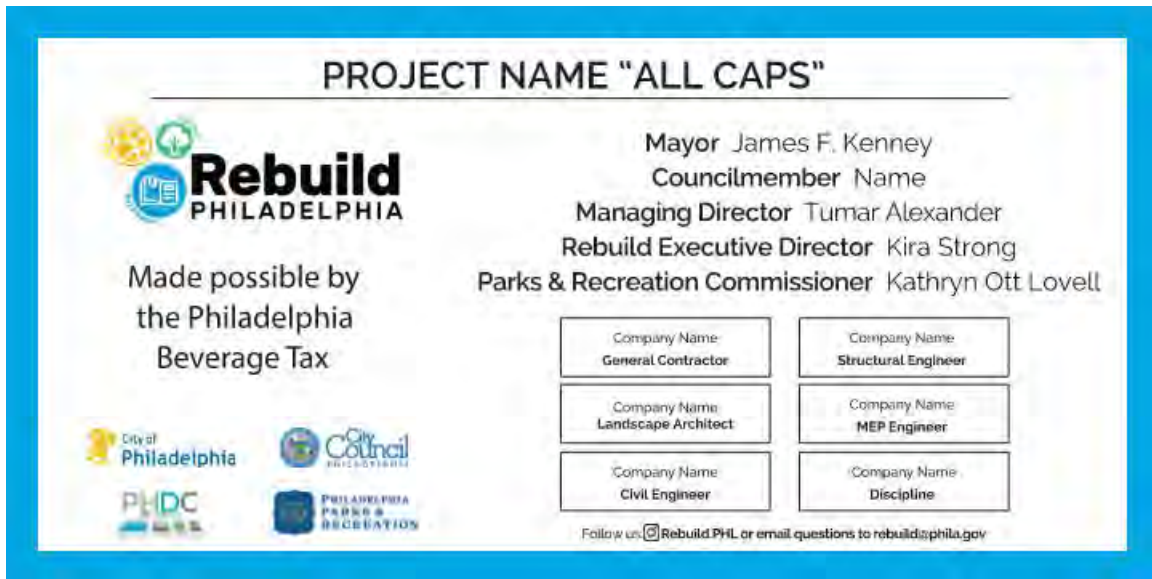 PROJECT NAME “ALL CAPS”
Rebuild
PHILADELPHIA
Made possible by
the Philadelphia
Beverage Tax
City of
Philadelphia
City
Council
PHILADELPHIA
PHDC
PHILADELPHIA
PARKS &
RECREATION
Mayor James F. Kenney
Councilmember Name
Managing Director Tumar Alexander
Rebuild Executive Director Kira Strong
Parks & Recreation Commissioner Kathryn Ott Lovell
Company Name
General Contractor
Company Name
Structural Engineer
Company Name
Landscape Architect
Company Name
MEP Engineer
Company Name
Civil Engineer
Company Name
Discipline
Follow us: Rebuild.PHL or email questions to rebuild@phila.gov